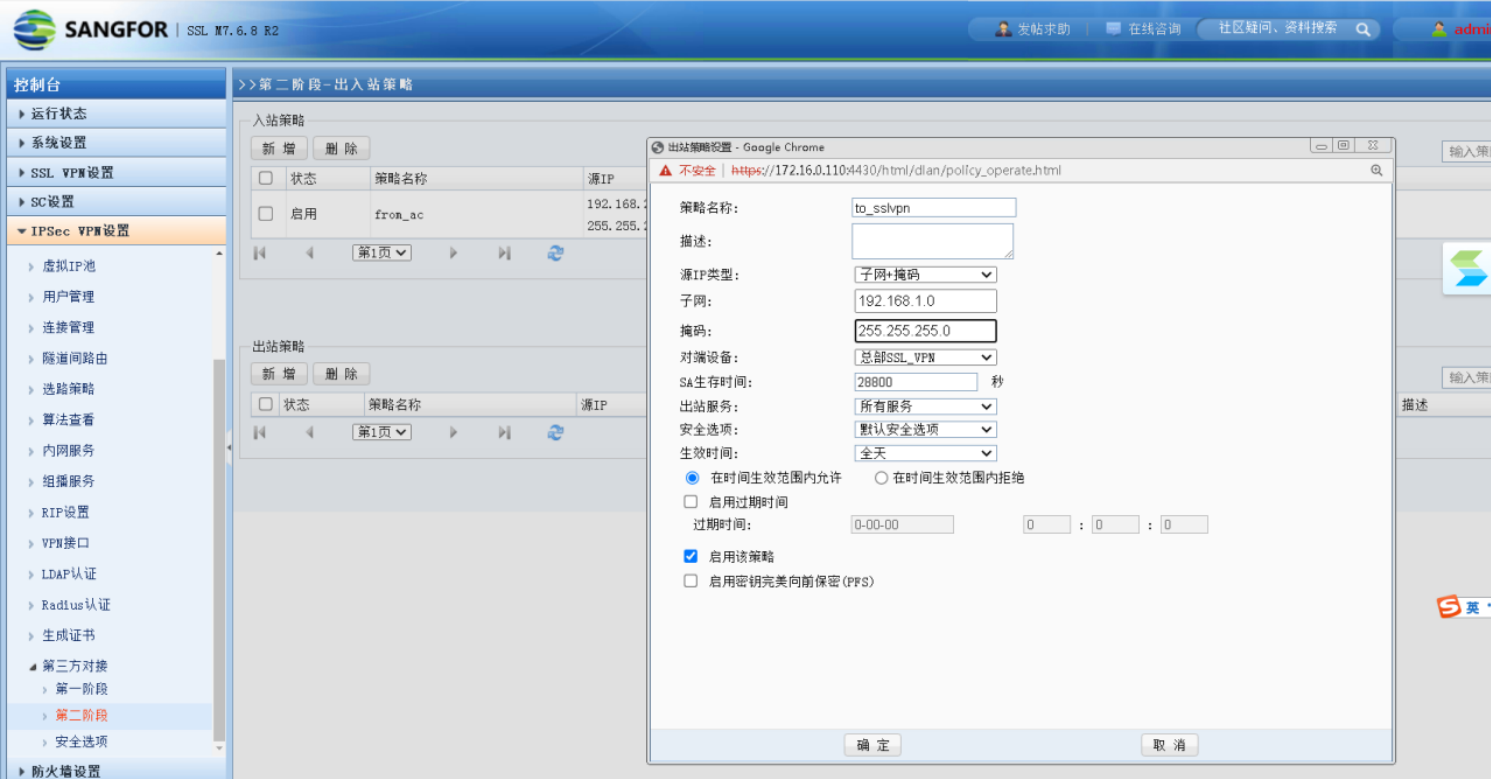 SANGFOR SSL M7.6.8 R2
发帖求助 在线咨询 社区疑问、资料搜索
控制台
>>第二阶段-出入站策略
运行状态
系统设置
SSL VPN设置
SC设置
IPSec VPN设置
虚拟IP池
用户管理
连接管理
隧道间路由
选路策略
算法查看
内网服务
组播服务
RIP设置
VPN接口
LDAP认证
Radius认证
生成证书
第三方对接
第一阶段
第二阶段
安全选项
防火墙设置
入站策略
新 增 删 除
状态 策略名称 源IP
启用 from_ac 192.168.
255.255.
第1页
出站策略
新 增 删 除
状态 策略名称 源IP 描述
第1页
出站策略设置 - Google Chrome
不安全 https://172.16.0.110:4430/html/dlan/policy_operate.html
策略名称: to_sslvpn
描述:
源IP类型: 子网+掩码
子网: 192.168.1.0
掩码: 255.255.255.0
对端设备: 总部SSL_VPN
SA生存时间: 28800 秒
出站服务: 所有服务
安全选项: 默认安全选项
生效时间: 全天
在时间生效范围内允许 在时间生效范围内拒绝
启用过期时间
过期时间: 0-00-00 0 : 0 : 0
启用该策略
启用密钥完美向前保密(PFS)
确 定 取 消
英